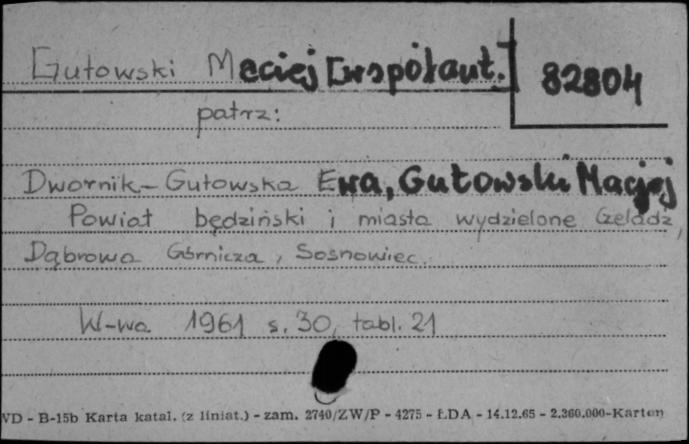 Gutowski Maciej [współaut.]
82804
patrz:
Dwornik-Gutowska Ewa, Gutowski Maciej
Powiat będziński i miasta wydzielone Czeladź,
Dąbrowa Górnicza, Sosnowiec.
W-wa 1961 s. 30, tabl. 21
VD - B-15b Karta katal. (z liniat.) - zam. 2740/ZW/P - 4275 - ŁDA - 14.12.65 - 2.360.000-Karton